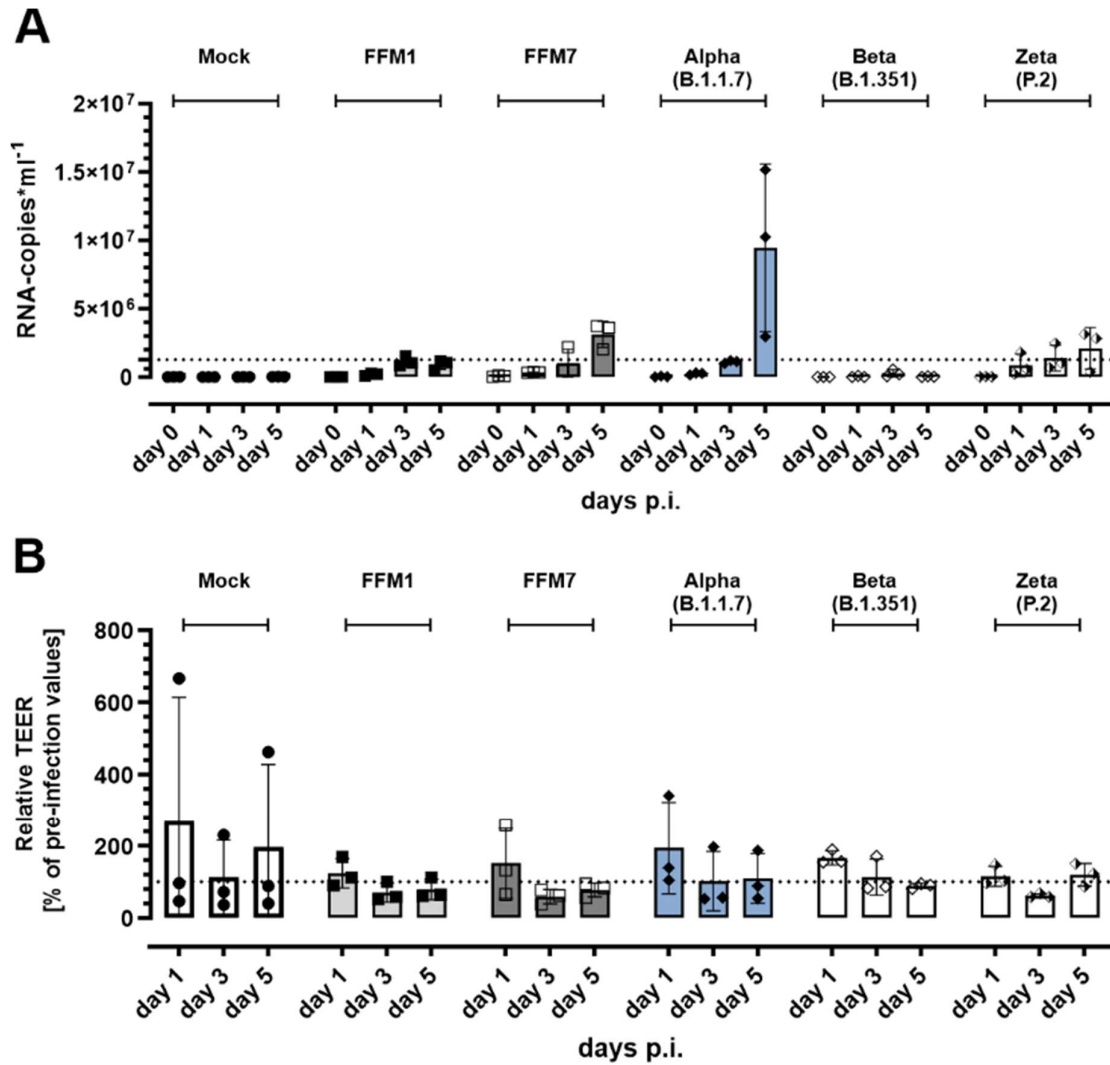 A
Mock FFM1 FFM7 Alpha Beta Zeta
(B.1.1.7) (B.1.351) (P.2)
2×10⁷
1.5×10⁷
1×10⁷
5×10⁶
0
RNA-copies*ml⁻¹
day 0 day 1 day 3 day 5 day 0 day 1 day 3 day 5 day 0 day 1 day 3 day 5 day 0 day 1 day 3 day 5 day 0 day 1 day 3 day 5 day 0 day 1 day 3 day 5
days p.i.
B
Mock FFM1 FFM7 Alpha Beta Zeta
(B.1.1.7) (B.1.351) (P.2)
800
600
400
200
0
Relative TEER
[% of pre-infection values]
day 1 day 3 day 5 day 1 day 3 day 5 day 1 day 3 day 5 day 1 day 3 day 5 day 1 day 3 day 5 day 1 day 3 day 5
days p.i.